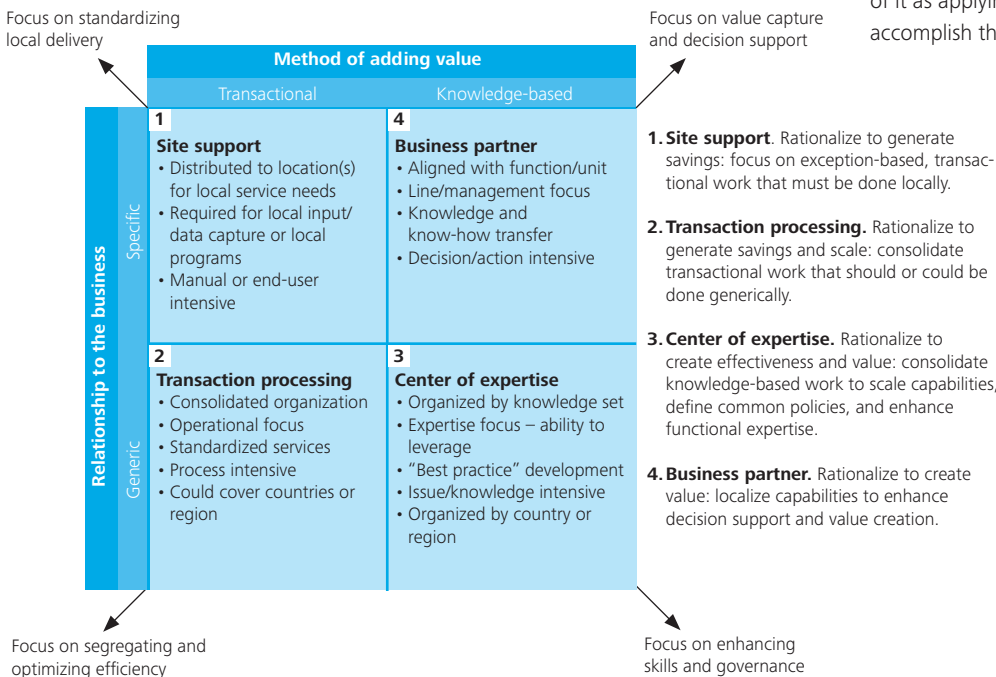 Focus on standardizing
local delivery
Focus on value capture
and decision support
of it as applying
accomplish th
Method of adding value
Transactional
Knowledge-based
Relationship to the business
Specific
Generic
1
Site support
• Distributed to location(s)
for local service needs
• Required for local input/
data capture or local
programs
• Manual or end-user
intensive
4
Business partner
• Aligned with function/unit
• Line/management focus
• Knowledge and
know-how transfer
• Decision/action intensive
2
Transaction processing
• Consolidated organization
• Operational focus
• Standardized services
• Process intensive
• Could cover countries or
region
3
Center of expertise
• Organized by knowledge set
• Expertise focus – ability to
leverage
• “Best practice” development
• Issue/knowledge intensive
• Organized by country or
region
1. Site support. Rationalize to generate
savings: focus on exception-based, transac-
tional work that must be done locally.
2. Transaction processing. Rationalize to
generate savings and scale: consolidate
transactional work that should or could be
done generically.
3. Center of expertise. Rationalize to
create effectiveness and value: consolidate
knowledge-based work to scale capabilities,
define common policies, and enhance
functional expertise.
4. Business partner. Rationalize to create
value: localize capabilities to enhance
decision support and value creation.
Focus on segregating and
optimizing efficiency
Focus on enhancing
skills and governance